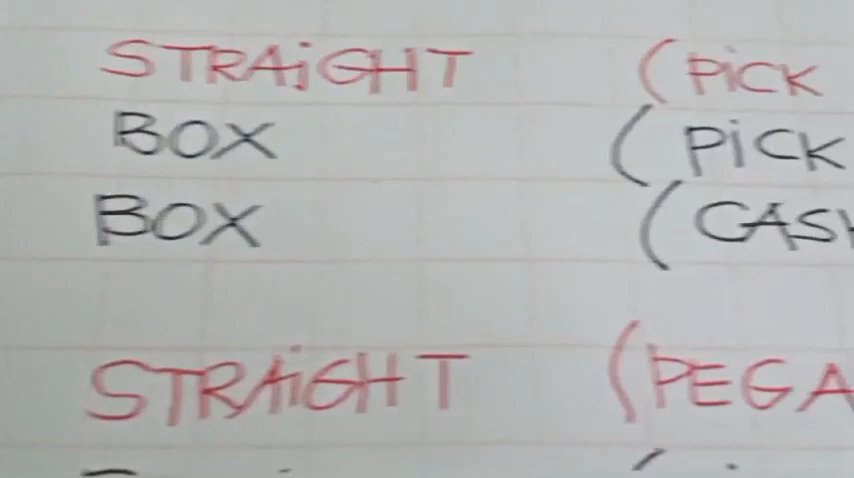 STRAiGHT (PiCK
BOX (PiCK
BOX (CASH
STRAiGHT (PEGA